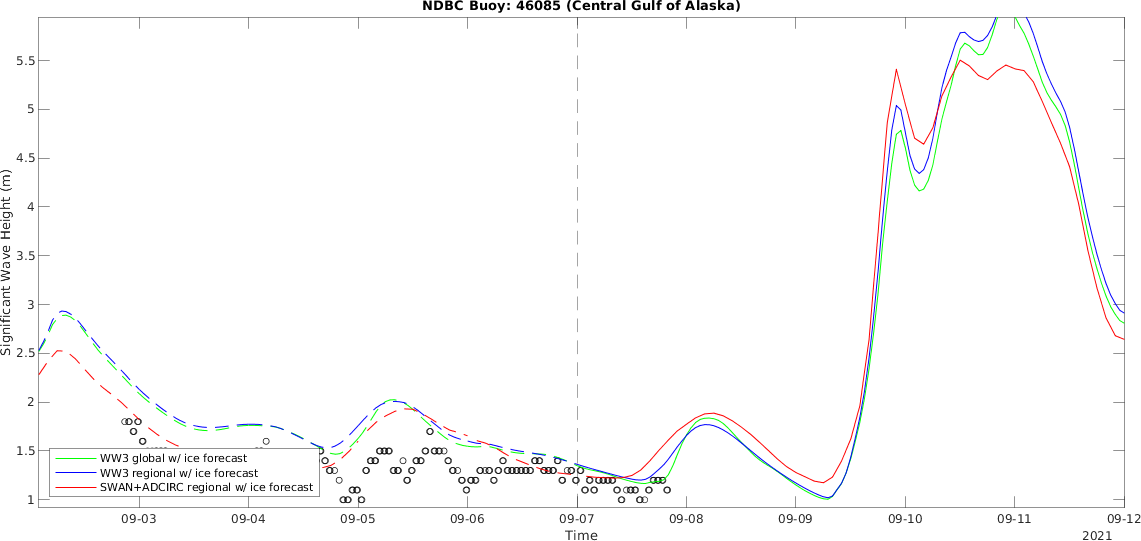 NDBC Buoy: 46085 (Central Gulf of Alaska)
Significant Wave Height (m)
5.5
5
4.5
4
3.5
3
2.5
2
1.5
1
WW3 global w/ ice forecast
WW3 regional w/ ice forecast
SWAN+ADCIRC regional w/ ice forecast
09-03 09-04 09-05 09-06 09-07 09-08 09-09 09-10 09-11 09-12
Time
2021